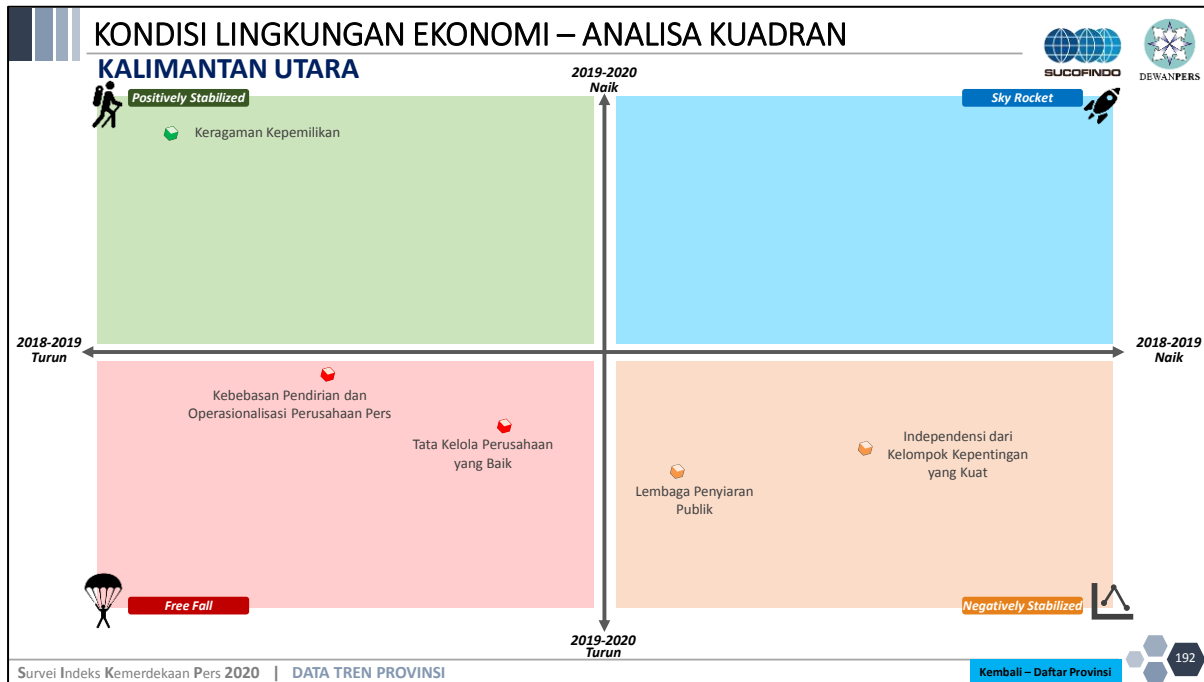 KONDISI LINGKUNGAN EKONOMI – ANALISA KUADRAN
KALIMANTAN UTARA
SUCOFINDO
DEWANPERS
2019-2020
Naik
Positively Stabilized
Sky Rocket
Keragaman Kepemilikan
2018-2019
Turun
2018-2019
Naik
Kebebasan Pendirian dan
Operasionalisasi Perusahaan Pers
Tata Kelola Perusahaan
yang Baik
Independensi dari
Kelompok Kepentingan
yang Kuat
Lembaga Penyiaran
Publik
Free Fall
Negatively Stabilized
2019-2020
Turun
Survei Indeks Kemerdekaan Pers 2020 | DATA TREN PROVINSI
Kembali – Daftar Provinsi
192